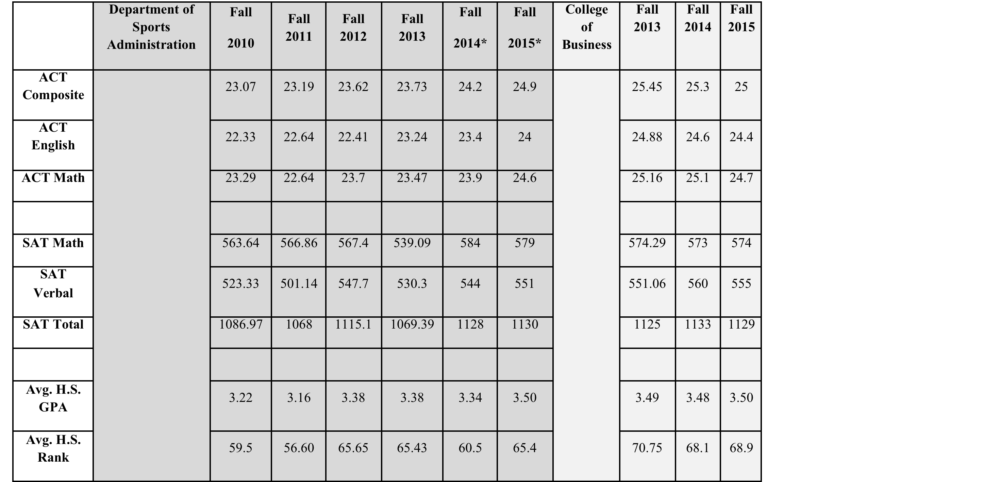 Department of Sports Administration Fall 2010 Fall 2011 Fall 2012 Fall 2013 Fall 2014* Fall 2015* College of Business Fall 2013 Fall 2014 Fall 2015
ACT Composite 23.07 23.19 23.62 23.73 24.2 24.9 25.45 25.3 25
ACT English 22.33 22.64 22.41 23.24 23.4 24 24.88 24.6 24.4
ACT Math 23.29 22.64 23.7 23.47 23.9 24.6 25.16 25.1 24.7
SAT Math 563.64 566.86 567.4 539.09 584 579 574.29 573 574
SAT Verbal 523.33 501.14 547.7 530.3 544 551 551.06 560 555
SAT Total 1086.97 1068 1115.1 1069.39 1128 1130 1125 1133 1129
Avg. H.S. GPA 3.22 3.16 3.38 3.38 3.34 3.50 3.49 3.48 3.50
Avg. H.S. Rank 59.5 56.60 65.65 65.43 60.5 65.4 70.75 68.1 68.9